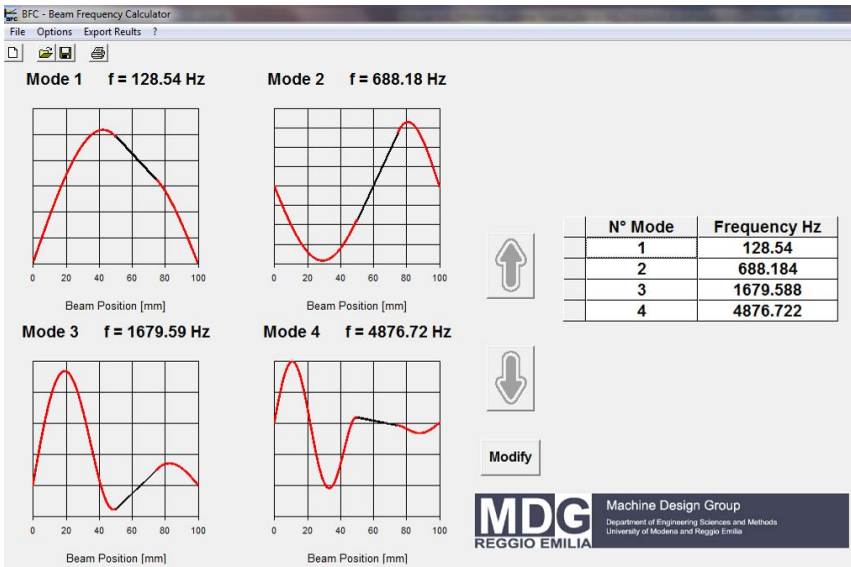 BFC - Beam Frequency Calculator
File Options Export Reults ?
Mode 1 f = 128.54 Hz
Mode 2 f = 688.18 Hz
0 20 40 60 80 100
Beam Position [mm]
0 20 40 60 80 100
Beam Position [mm]
Mode 3 f = 1679.59 Hz
Mode 4 f = 4876.72 Hz
0 20 40 60 80 100
Beam Position [mm]
0 20 40 60 80 100
Beam Position [mm]
N° Mode Frequency Hz
1 128.54
2 688.184
3 1679.588
4 4876.722
Modify
MDG
REGGIO EMILIA
Machine Design Group
Department of Engineering Sciences and Methods
University of Modena and Reggio Emilia